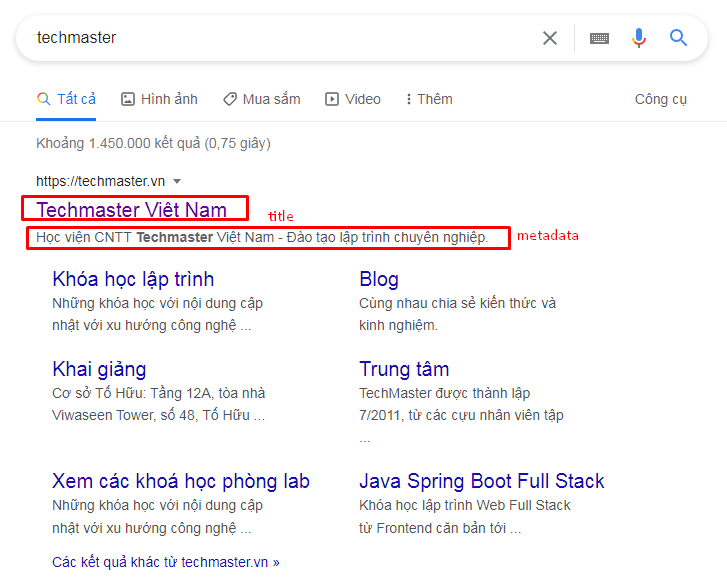 techmaster
Tất cả Hình ảnh Mua sắm Video Thêm Công cụ
Khoảng 1.450.000 kết quả (0,75 giây)
https://techmaster.vn
Techmaster Việt Nam
title
Học viện CNTT Techmaster Việt Nam - Đào tạo lập trình chuyên nghiệp.
metadata
Khóa học lập trình
Những khóa học với nội dung cập
nhật với xu hướng công nghệ ...
Blog
Cùng nhau chia sẻ kiến thức và
kinh nghiệm.
Khai giảng
Cơ sở Tố Hữu: Tầng 12A, tòa nhà
Viwaseen Tower, số 48, Tố Hữu ...
Trung tâm
TechMaster được thành lập
7/2011, từ các cựu nhân viên tập
...
Xem các khoá học phòng lab
Những khóa học với nội dung cập
nhật với xu hướng công nghệ ...
Java Spring Boot Full Stack
Khóa học lập trình Web Full Stack
từ Frontend căn bản tới ...
Các kết quả khác từ techmaster.vn »